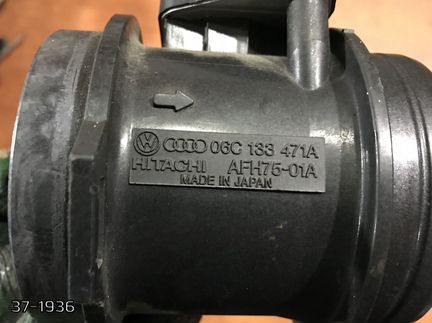 06C 133 471A
HITACHI AFH75-01A
MADE IN JAPAN
37-1936